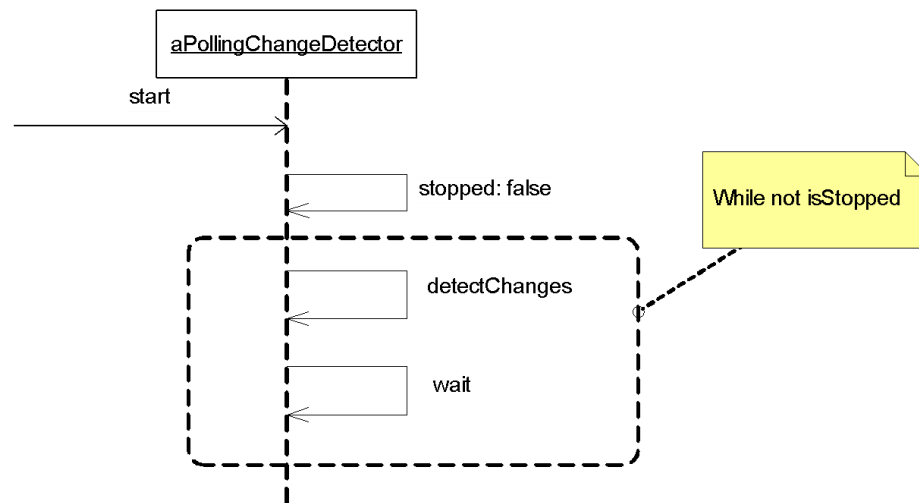 aPollingChangeDetector
start
stopped: false
While not isStopped
detectChanges
wait